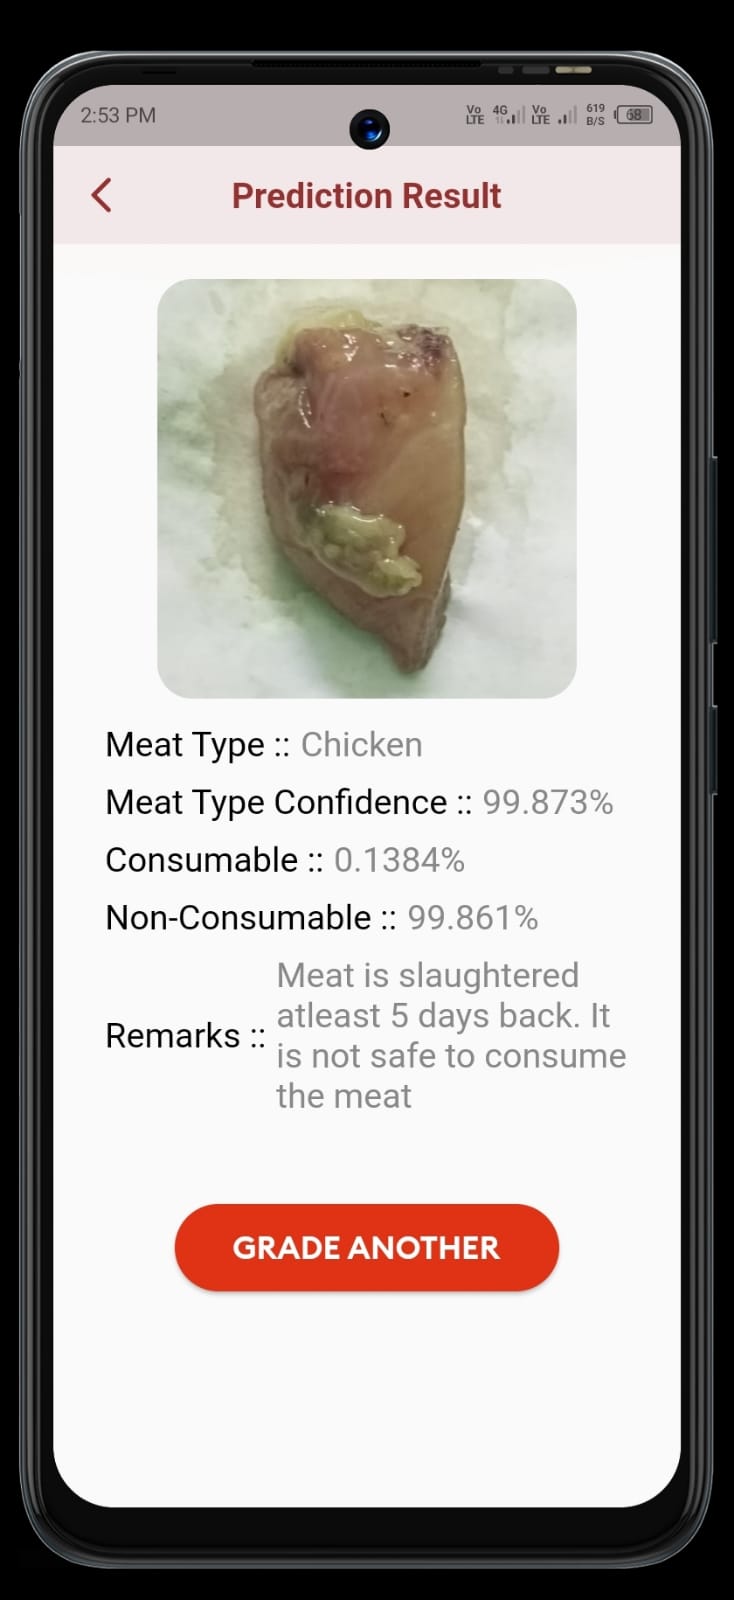 2:53 PM
Vo LTE 4G Vo LTE 619 B/S 68
Prediction Result
Meat Type :: Chicken
Meat Type Confidence :: 99.873%
Consumable :: 0.1384%
Non-Consumable :: 99.861%
Remarks :: Meat is slaughtered
atleast 5 days back. It
is not safe to consume
the meat
GRADE ANOTHER